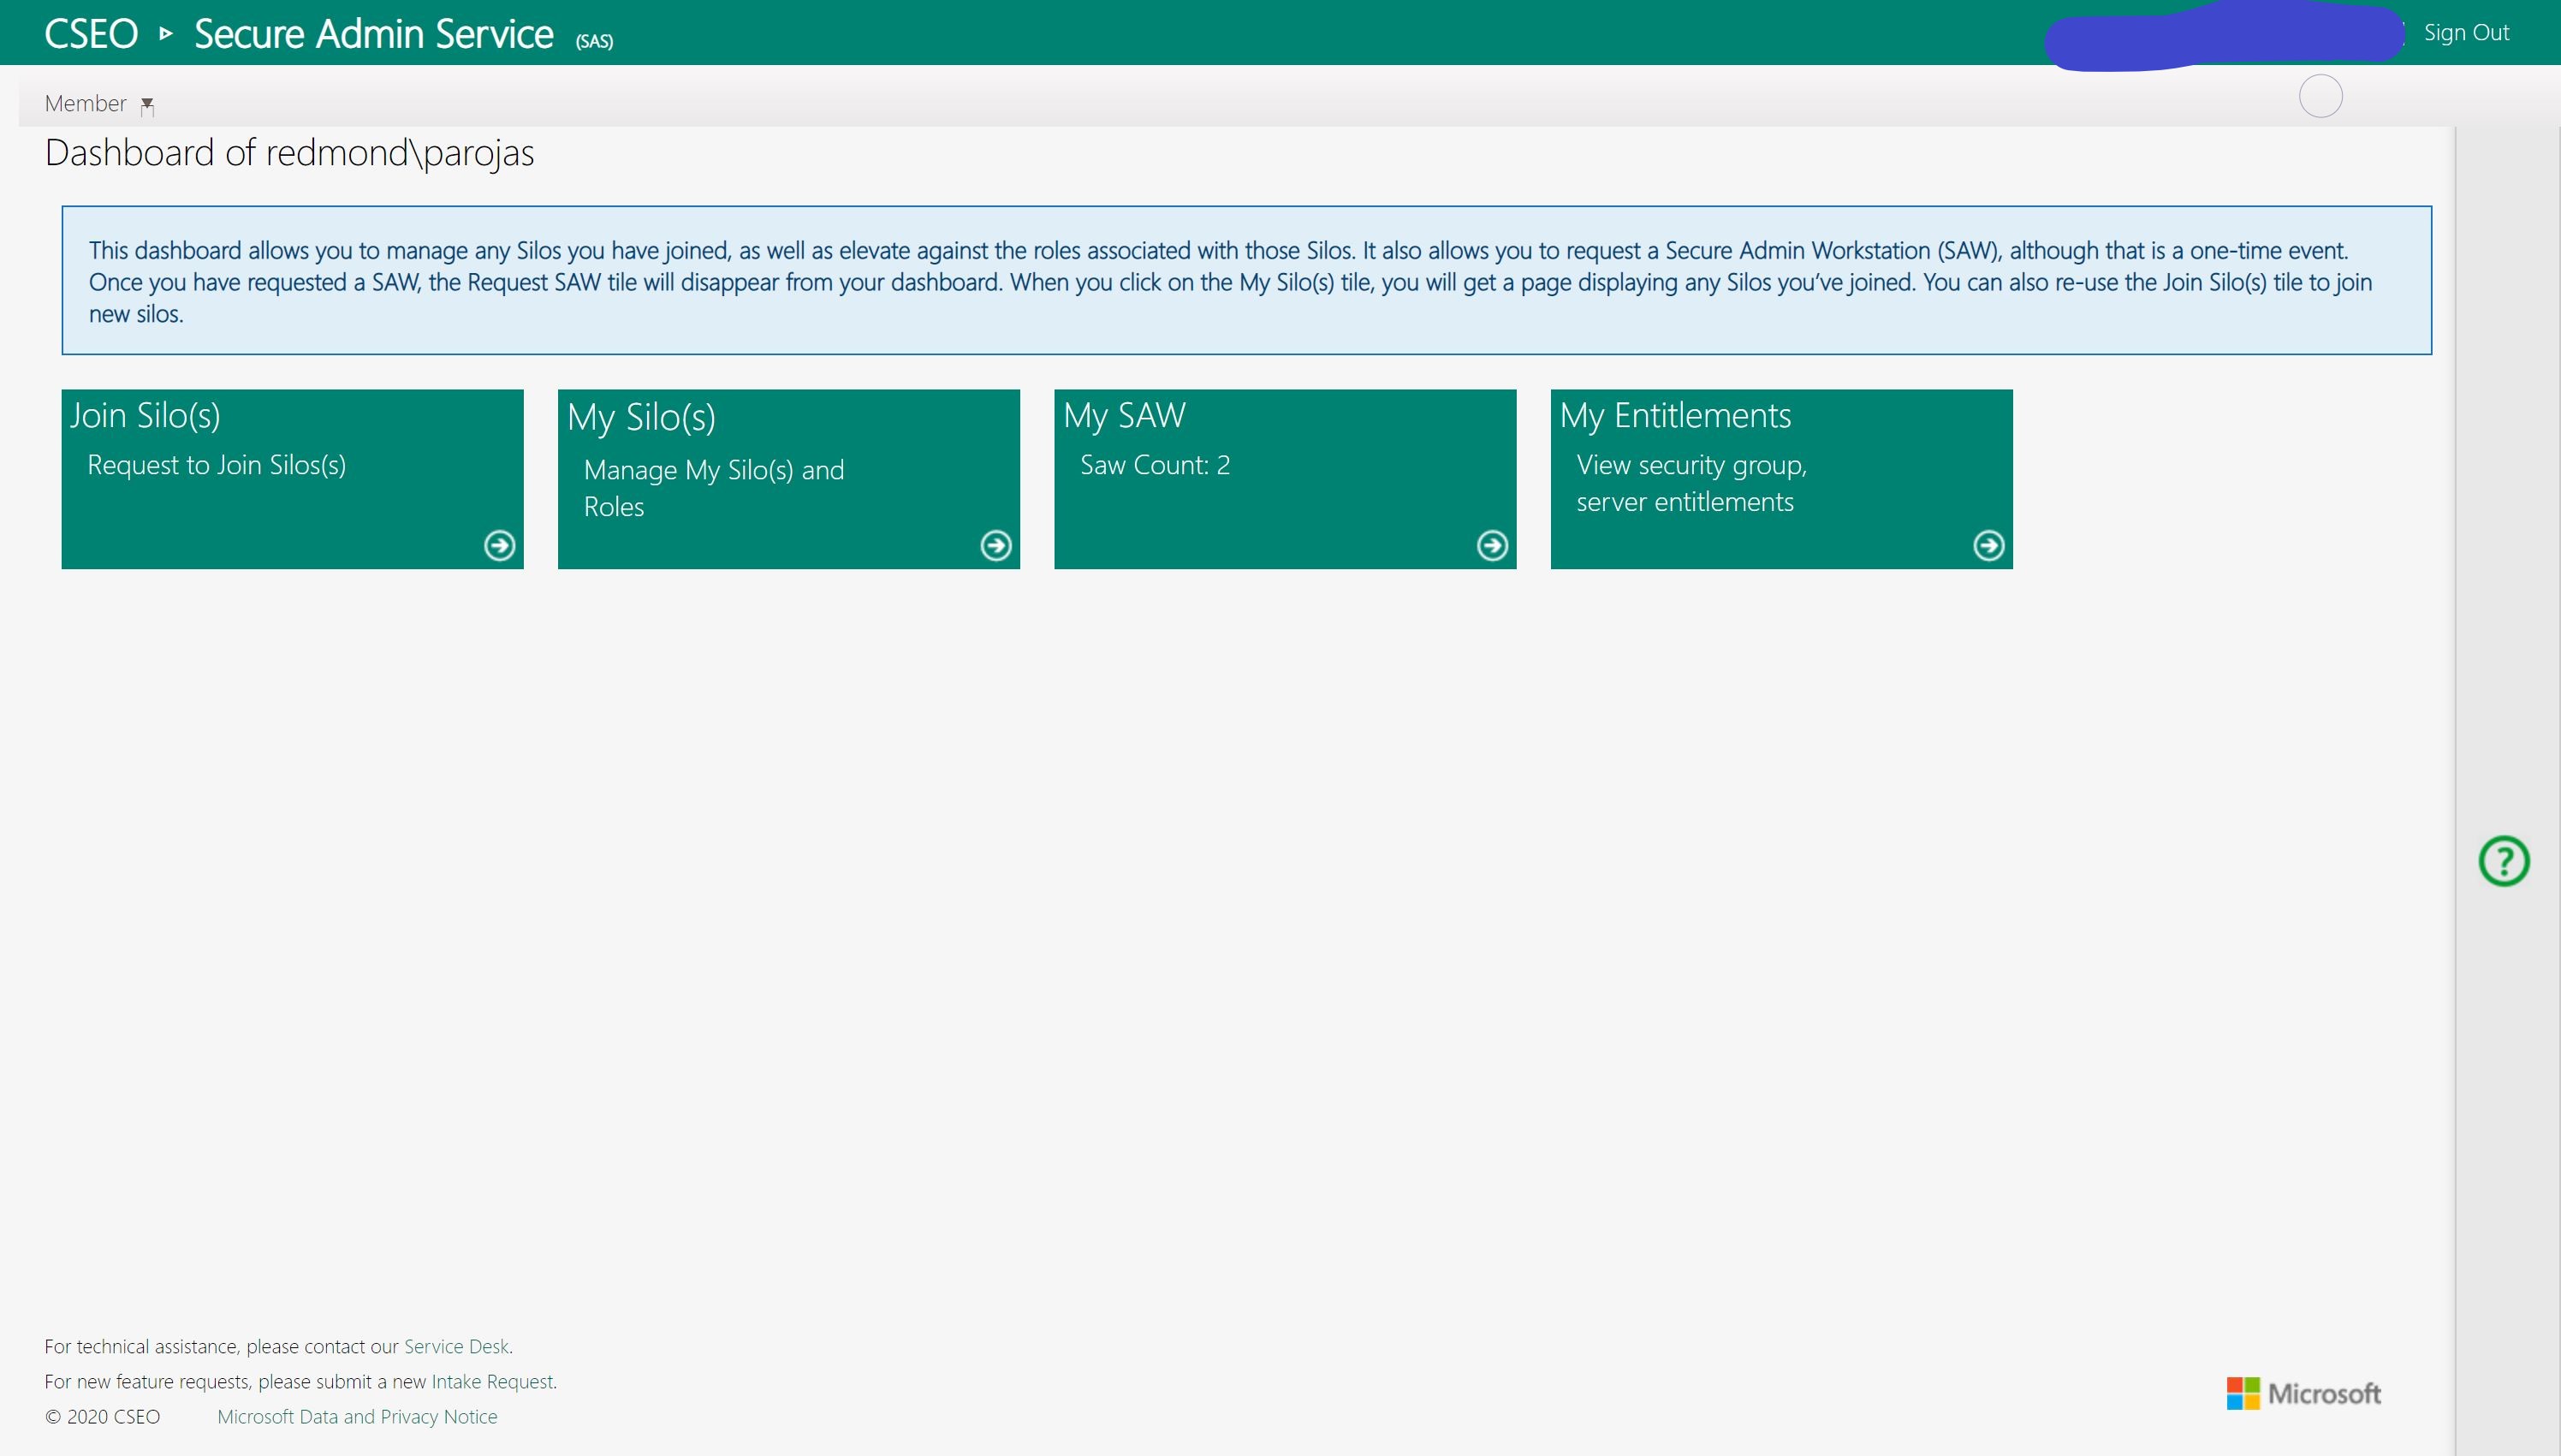 CSEO ▹ Secure Admin Service (SAS)
Sign Out
Member
Dashboard of redmond\parojas
This dashboard allows you to manage any Silos you have joined, as well as elevate against the roles associated with those Silos. It also allows you to request a Secure Admin Workstation (SAW), although that is a one-time event.
Once you have requested a SAW, the Request SAW tile will disappear from your dashboard. When you click on the My Silo(s) tile, you will get a page displaying any Silos you've joined. You can also re-use the Join Silo(s) tile to join
new silos.
Join Silo(s)
Request to Join Silos(s)
My Silo(s)
Manage My Silo(s) and
Roles
My SAW
Saw Count: 2
My Entitlements
View security group,
server entitlements
?
For technical assistance, please contact our Service Desk.
For new feature requests, please submit a new Intake Request.
© 2020 CSEO Microsoft Data and Privacy Notice
Microsoft